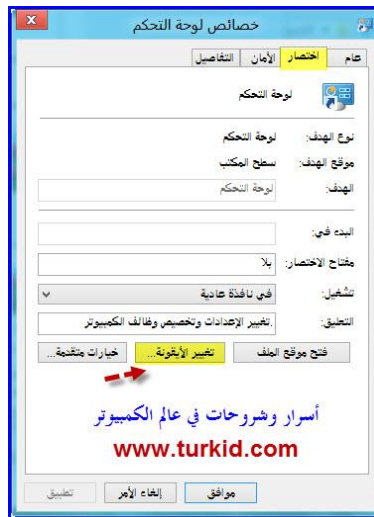 خصائص لوحة التحكم
عام اختصار الأمان التفاصيل
لوحة التحكم
نوع الهدف: لوحة التحكم
موقع الهدف: سطح المكتب
الهدف: لوحة التحكم
البدء في:
مفتاح الاختصار: بلا
تشغيل: في نافذة عادية
التعليق: .تغيير الإعدادات وتخصيص وظائف الكمبيوتر
فتح موقع الملف تغيير الأيقونة... خيارات متقدمة...
أسرار وشروحات في عالم الكمبيوتر
www.turkid.com
موافق إلغاء الأمر تطبيق